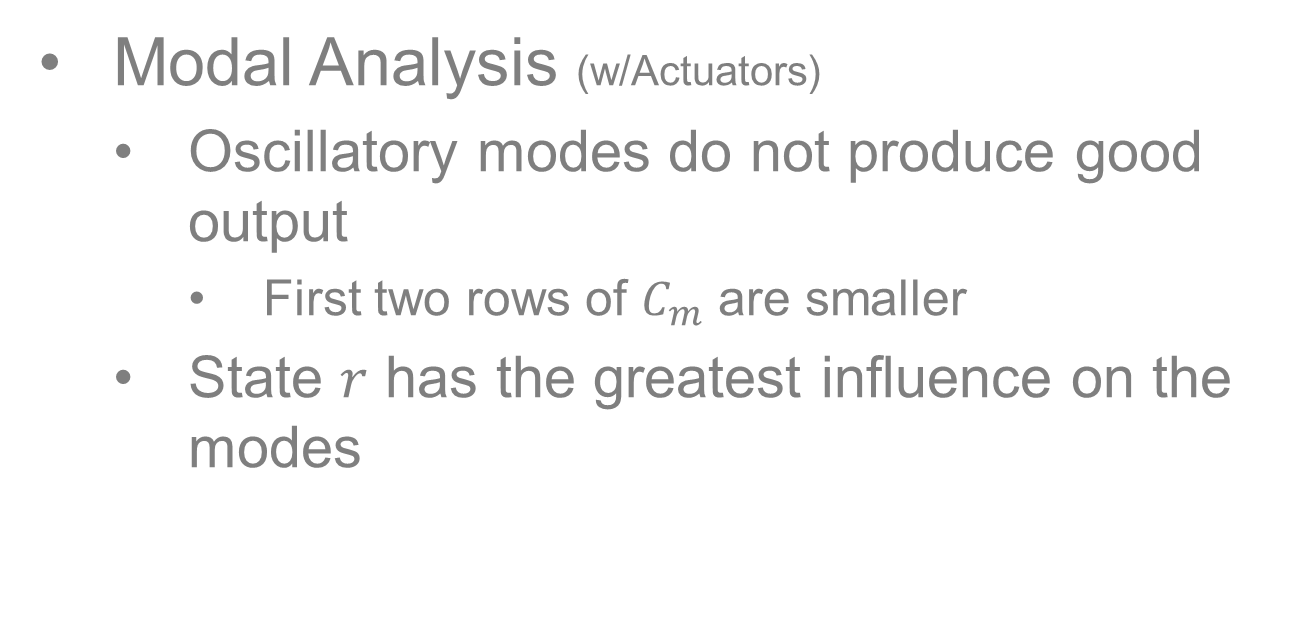 • Modal Analysis (w/Actuators)
• Oscillatory modes do not produce good
output
• First two rows of 𝐶𝑚 are smaller
• State 𝑟 has the greatest influence on the
modes